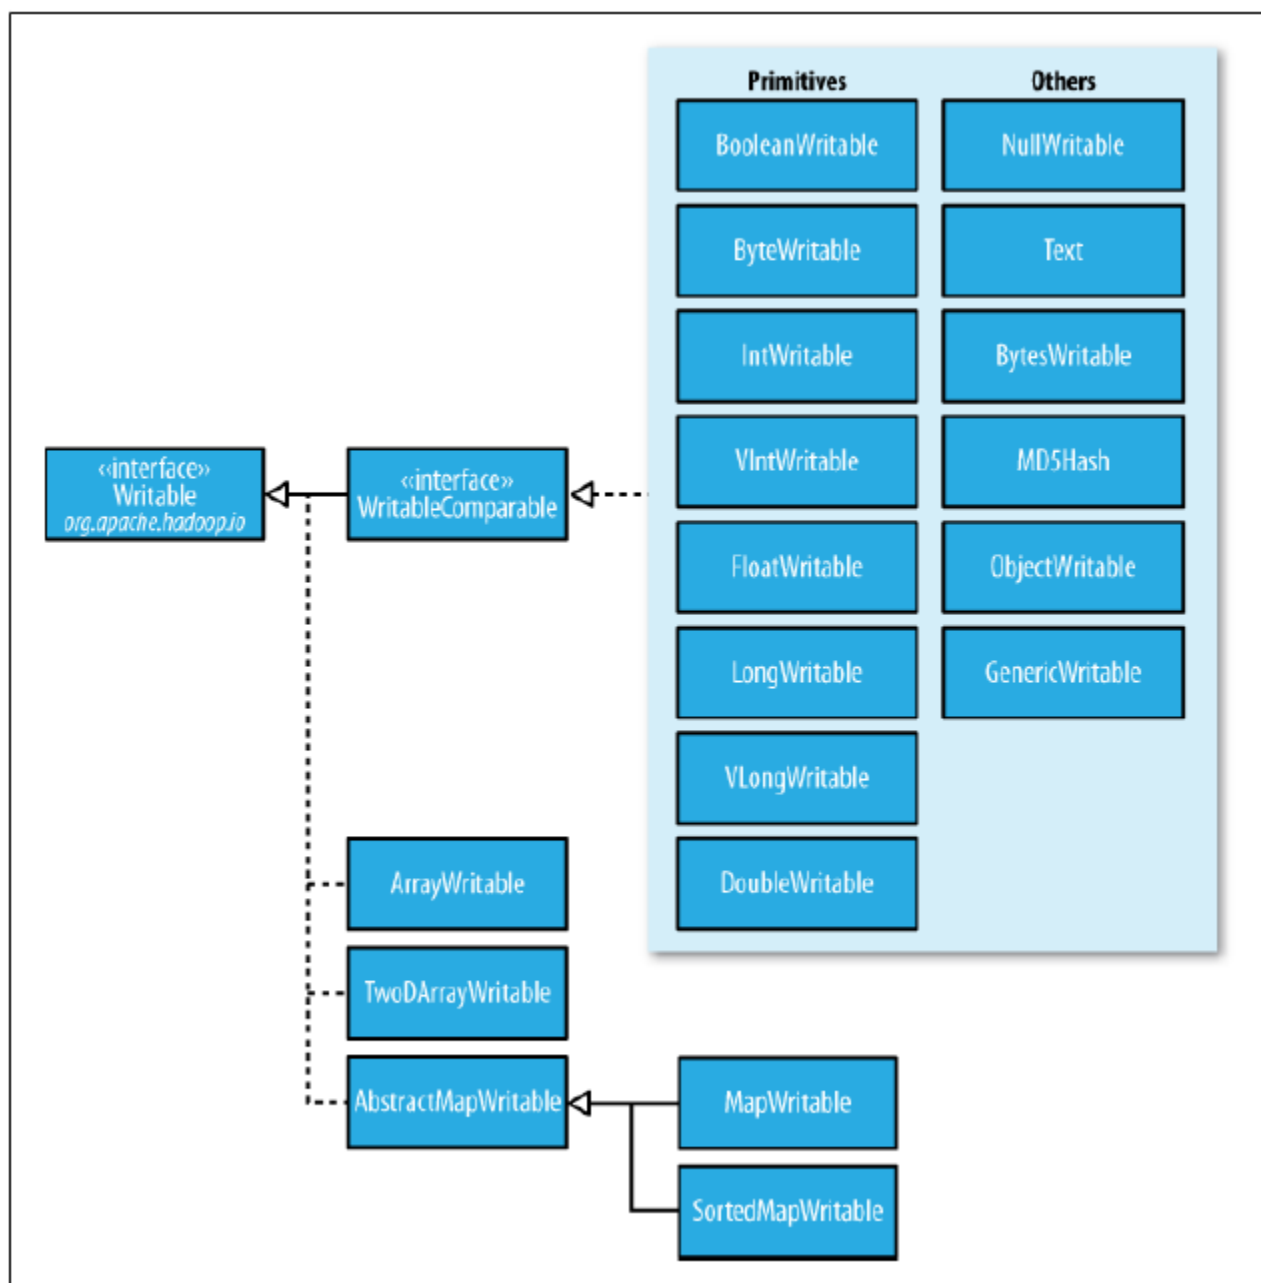 Primitives
Others
BooleanWritable
NullWritable
ByteWritable
Text
IntWritable
BytesWritable
«interface»
Writable
org.apache.hadoop.io
«interface»
WritableComparable
VIntWritable
MD5Hash
FloatWritable
ObjectWritable
LongWritable
GenericWritable
VLongWritable
ArrayWritable
DoubleWritable
TwoDArrayWritable
AbstractMapWritable
MapWritable
SortedMapWritable